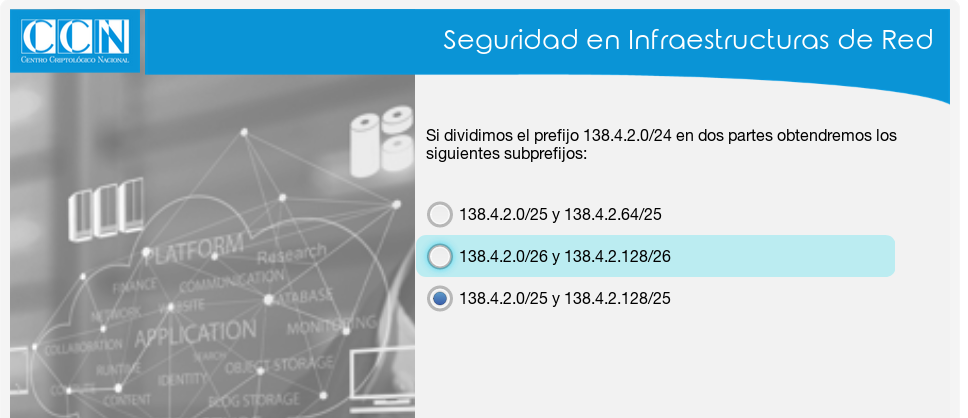 CCN
CENTRO CRIPTOLÓGICO NACIONAL
Seguridad en Infraestructuras de Red
Si dividimos el prefijo 138.4.2.0/24 en dos partes obtendremos los
siguientes subprefijos:
138.4.2.0/25 y 138.4.2.64/25
138.4.2.0/26 y 138.4.2.128/26
138.4.2.0/25 y 138.4.2.128/25
PLATFORM
Research
FINANCE
COMMUNICATION
DATABASE
NETWORK
WEBSITE
APPLICATION
MONITORING
COLLABORATION
SEARCH
RUNTIME
IDENTITY
OBJECT STORAGE
COMPUTE
CONTENT
BLOG STORAGE